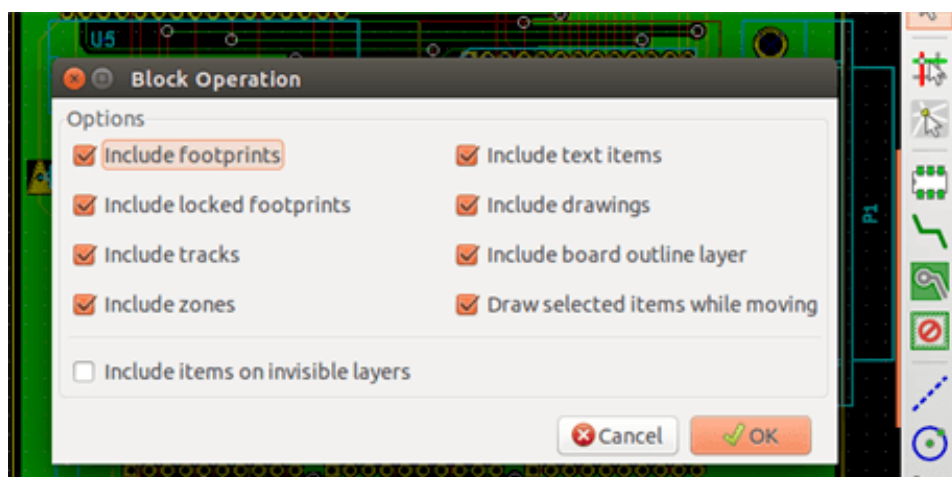 U5
Block Operation
Options
Include footprints
Include text items
Include locked footprints
Include drawings
Include tracks
Include board outline layer
Include zones
Draw selected items while moving
Include items on invisible layers
Cancel
OK
P1